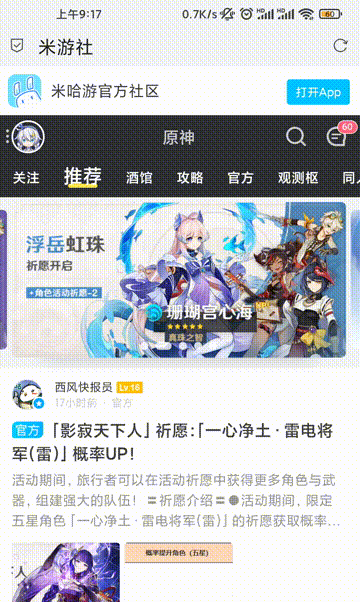 上午9:17
0.7K/s
HD
HD
60
米游社
米哈游官方社区
打开App
原神
60
关注 推荐 酒馆 攻略 官方 观测枢 同人
浮岳虹珠
祈愿开启
角色活动祈愿-2
珊瑚宫心海
真珠之智
西风快报员 Lv.16
17小时前 · 官方
官方 「影寂天下人」祈愿:「一心净土 · 雷电将
军(雷)」概率UP!
活动期间，旅行者可以在活动祈愿中获得更多角色与武
器，组建强大的队伍！〓祈愿介绍〓●活动期间，限定
五星角色「一心净土 · 雷电将军(雷)」的祈愿获取概率...
概率提升角色（五星）